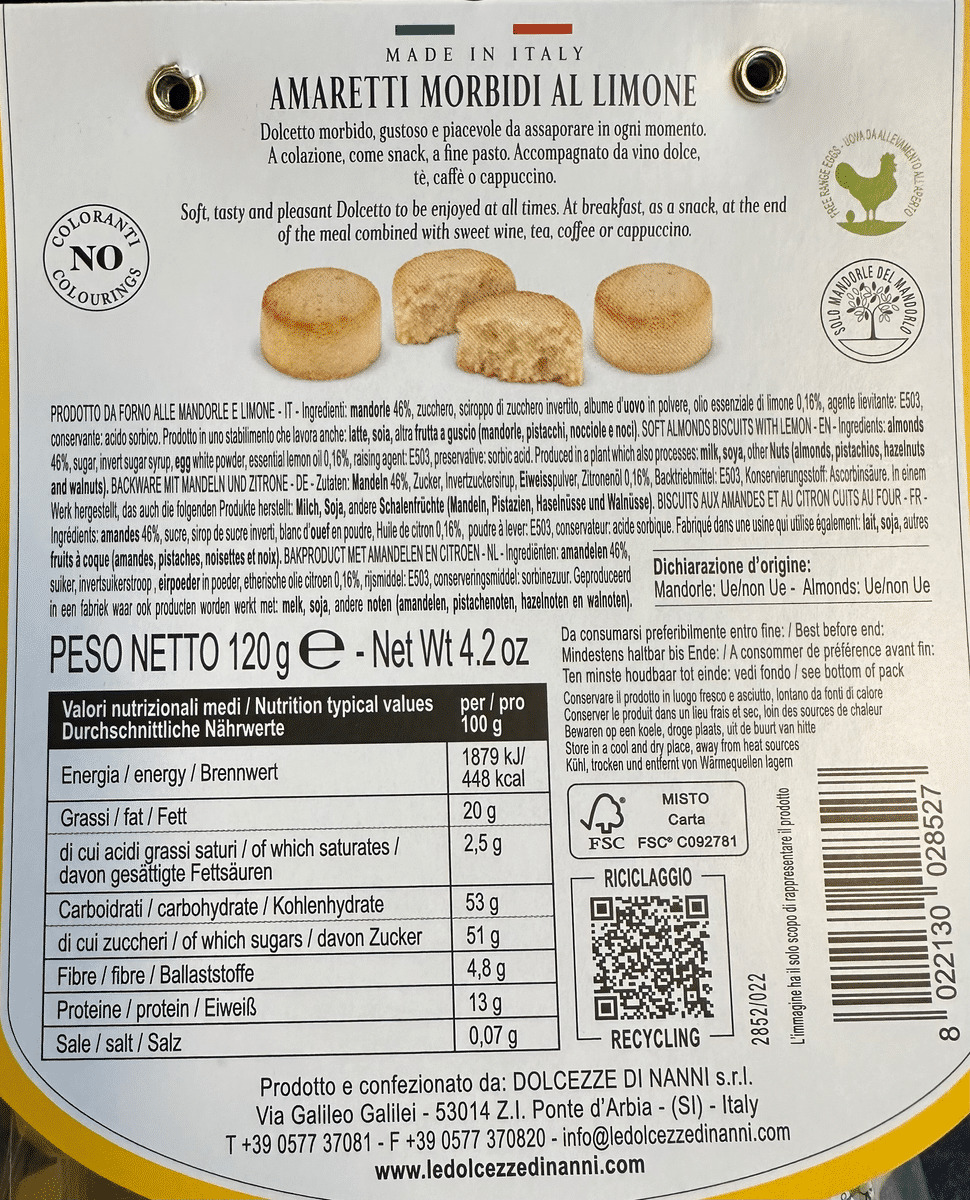 MADE IN ITALY
AMARETTI MORBIDI AL LIMONE
Dolcetto morbido, gustoso e piacevole da assaporare in ogni momento.
A colazione, come snack, a fine pasto. Accompagnato da vino dolce,
tè, caffè o cappuccino.
Soft, tasty and pleasant Dolcetto to be enjoyed at all times. At breakfast, as a snack, at the end
of the meal combined with sweet wine, tea, coffee or cappuccino.
COLORANTI
NO
COLOURINGS
FREE RANGE EGGS - UOVA DA ALLEVAMENTO ALL'APERTO
SOLO MANDORLE DEL MANDORLO
PRODOTTO DA FORNO ALLE MANDORLE E LIMONE - IT - Ingredienti: mandorle 46%, zucchero, sciroppo di zucchero invertito, albume d'uovo in polvere, olio essenziale di limone 0,16%, agente lievitante: E503,
conservante: acido sorbico. Prodotto in uno stabilimento che lavora anche: latte, soia, altra frutta a guscio (mandorle, pistacchi, nocciole e noci). SOFT ALMONDS BISCUITS WITH LEMON - EN - Ingredients: almonds
46%, sugar, invert sugar syrup, egg white powder, essential lemon oil 0,16%, raising agent: E503, preservative: sorbic acid. Produced in a plant which also processes: milk, soya, other Nuts (almonds, pistachios, hazelnuts
and walnuts). BACKWARE MIT MANDELN UND ZITRONE - DE - Zutaten: Mandeln 46%, Zucker, Invertzuckersirup, Eiweisspulver, Zitronenöl 0,16%, Backtriebmittel: E503, Konservierungsstoff: Ascorbinsäure. In einem
Werk hergestellt, das auch die folgenden Produkte herstellt: Milch, Soja, andere Schalenfrüchte (Mandeln, Pistazien, Haselnüsse und Walnüsse). BISCUITS AUX AMANDES ET AU CITRON CUITS AU FOUR - FR -
Ingrédients: amandes 46%, sucre, sirop de sucre inverti, blanc d'ouef en poudre, Huile de citron 0,16%, poudre à lever: E503, conservateur: acide sorbique. Fabriqué dans une usine qui utilise également: lait, soja, autres
fruits à coque (amandes, pistaches, noisettes et noix). BAKPRODUCT MET AMANDELEN EN CITROEN - NL - Ingrediënten: amandelen 46%,
suiker, invertsuikerstroop, eirpoeder in poeder, etherische olie citroen 0,16%, rijsmiddel: E503, conserveringsmiddel: sorbinezuur. Geproduceerd
in een fabriek waar ook producten worden werkt met: melk, soja, andere noten (amandelen, pistachenoten, hazelnoten en walnoten).
Dichiarazione d'origine:
Mandorle: Ue/non Ue - Almonds: Ue/non Ue
PESO NETTO 120 g ℮ - Net Wt 4.2 oz
Da consumarsi preferibilmente entro fine: / Best before end:
Mindestens haltbar bis Ende: / A consommer de préférence avant fin:
Ten minste houdbaar tot einde: vedi fondo / see bottom of pack
Conservare il prodotto in luogo fresco e asciutto, lontano da fonti di calore
Conserver le produit dans un lieu frais et sec, loin des sources de chaleur
Bewaren op een koele, droge plaats, uit de buurt van hitte
Store in a cool and dry place, away from heat sources
Kühl, trocken und entfernt von Wärmequellen lagern
Valori nutrizionali medi / Nutrition typical values per / pro
Durchschnittliche Nährwerte 100 g
Energia / energy / Brennwert 1879 kJ/
448 kcal
Grassi / fat / Fett 20 g
di cui acidi grassi saturi / of which saturates / 2,5 g
davon gesättigte Fettsäuren
Carboidrati / carbohydrate / Kohlenhydrate 53 g
di cui zuccheri / of which sugars / davon Zucker 51 g
Fibre / fibre / Ballaststoffe 4,8 g
Proteine / protein / Eiweiß 13 g
Sale / salt / Salz 0,07 g
MISTO
Carta
FSC FSC® C092781
RICICLAGGIO
RECYCLING
2852/022
L'immagine ha il solo scopo di rappresentare il prodotto
8 022130 028527
Prodotto e confezionato da: DOLCEZZE DI NANNI s.r.l.
Via Galileo Galilei - 53014 Z.I. Ponte d'Arbia - (SI) - Italy
T +39 0577 37081 - F +39 0577 370820 - info@ledolcezzedinanni.com
www.ledolcezzedinanni.com